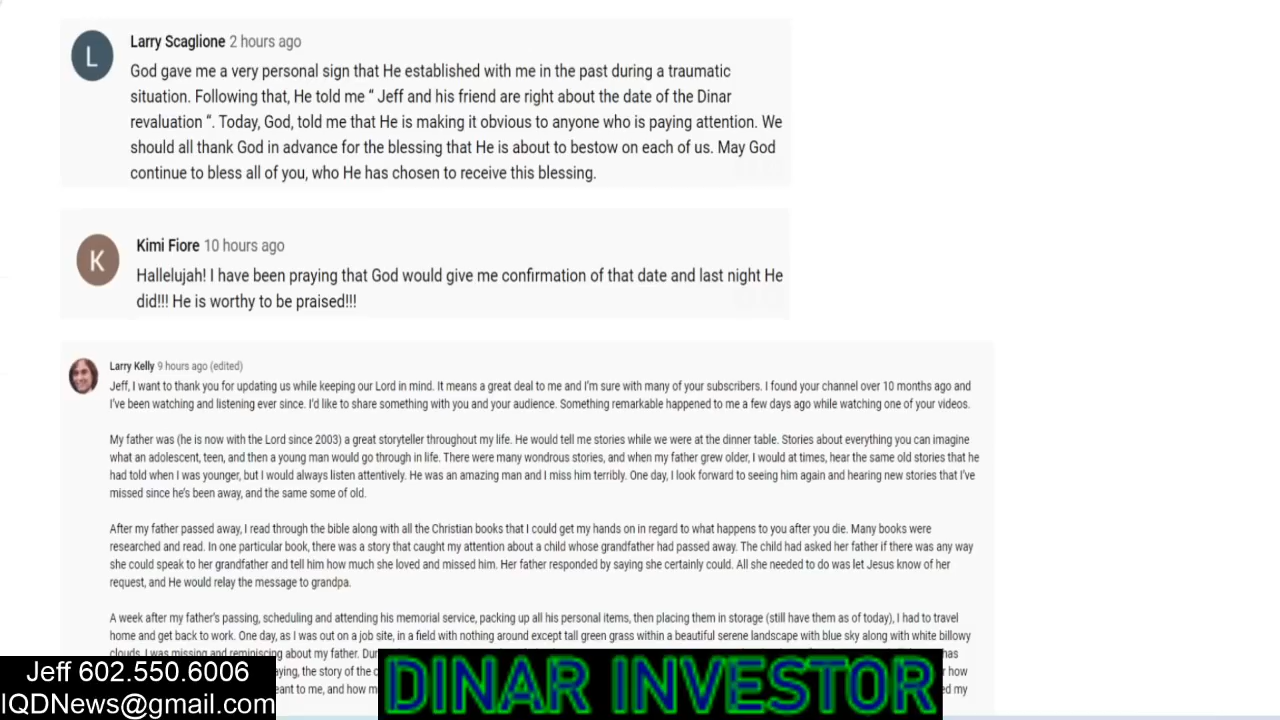 L
Larry Scaglione 2 hours ago
God gave me a very personal sign that He established with me in the past during a traumatic
situation. Following that, He told me “ Jeff and his friend are right about the date of the Dinar
revaluation “. Today, God, told me that He is making it obvious to anyone who is paying attention. We
should all thank God in advance for the blessing that He is about to bestow on each of us. May God
continue to bless all of you, who He has chosen to receive this blessing.
K
Kimi Fiore 10 hours ago
Hallelujah! I have been praying that God would give me confirmation of that date and last night He
did!!! He is worthy to be praised!!!
Larry Kelly 9 hours ago (edited)
Jeff, I want to thank you for updating us while keeping our Lord in mind. It means a great deal to me and I'm sure with many of your subscribers. I found your channel over 10 months ago and
I've been watching and listening ever since. I'd like to share something with you and your audience. Something remarkable happened to me a few days ago while watching one of your videos.
My father was (he is now with the Lord since 2003) a great storyteller throughout my life. He would tell me stories while we were at the dinner table. Stories about everything you can imagine
what an adolescent, teen, and then a young man would go through in life. There were many wondrous stories, and when my father grew older, I would at times, hear the same old stories that he
had told when I was younger, but I would always listen attentively. He was an amazing man and I miss him terribly. One day, I look forward to seeing him again and hearing new stories that I've
missed since he's been away, and the same some of old.
After my father passed away, I read through the bible along with all the Christian books that I could get my hands on in regard to what happens to you after you die. Many books were
researched and read. In one particular book, there was a story that caught my attention about a child whose grandfather had passed away. The child had asked her father if there was any way
she could speak to her grandfather and tell him how much she loved and missed him. Her father responded by saying she certainly could. All she needed to do was let Jesus know of her
request, and He would relay the message to grandpa.
A week after my father's passing, scheduling and attending his memorial service, packing up all his personal items, then placing them in storage (still have them as of today), I had to travel
home and get back to work. One day, as I was out on a job site, in a field with nothing around except tall green grass within a beautiful serene landscape with blue sky along with white billowy
clouds, I was missing and reminiscing about my father. has
the story of the how
to me, and how my
Jeff 602.550.6006
IQDNews@gmail.com
DINAR INVESTOR